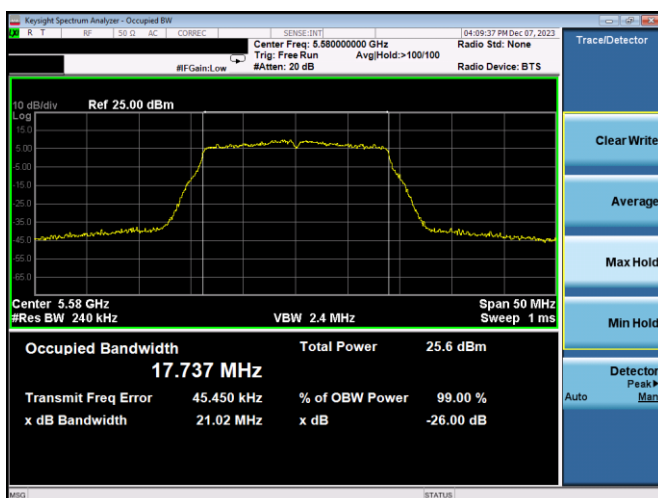 Keysight Spectrum Analyzer - Occupied BW
LXI R T RF 50 Ω AC CORREC SENSE:INT 04:09:37 PM Dec 07, 2023
Center Freq: 5.580000000 GHz Radio Std: None
Trig: Free Run Avg|Hold:>100/100
#IFGain:Low #Atten: 20 dB Radio Device: BTS
10 dB/div Ref 25.00 dBm
Log
15.0
5.00
-5.00
-15.0
-25.0
-35.0
-45.0
-55.0
-65.0
Center 5.58 GHz Span 50 MHz
#Res BW 240 kHz VBW 2.4 MHz Sweep 1 ms
Occupied Bandwidth Total Power 25.6 dBm
17.737 MHz
Transmit Freq Error 45.450 kHz % of OBW Power 99.00 %
x dB Bandwidth 21.02 MHz x dB -26.00 dB
MSG STATUS
Trace/Detector
Clear Write
Average
Max Hold
Min Hold
Detector
Peak▶
Auto Man